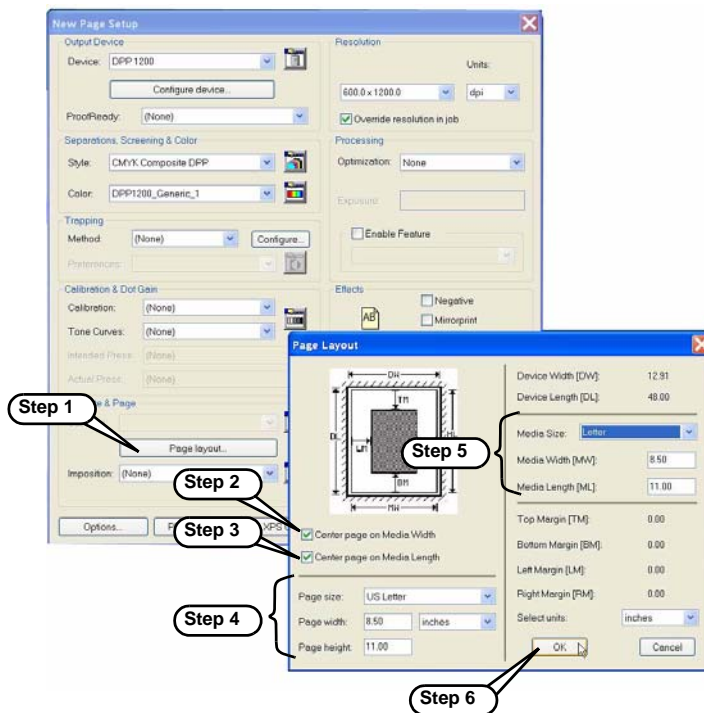 New Page Setup
Output Device
Device: DPP 1200
Configure device...
ProofReady: (None)
Separations, Screening & Color
Style: CMYK Composite DPP
Color: DPP1200_Generic_1
Trapping
Method: (None) Configure...
Preferences:
Calibration & Dot Gain
Calibration: (None)
Tone Curves: (None)
Intended Press: (None)
Actual Press: (None)
& Page
Page layout...
Imposition: (None)
Options...
Resolution
Units:
600.0 x 1200.0 dpi
Override resolution in job
Processing
Optimization: None
Exposure:
Enable Feature
Effects
Negative
Mirrorprint
Page Layout
DW
TM
DL
ML
LM
BM
MW
Center page on Media Width
Center page on Media Length
Page size: US Letter
Page width: 8.50 inches
Page height: 11.00
Device Width [DW]: 12.91
Device Length [DL]: 48.00
Media Size: Letter
Media Width [MW]: 8.50
Media Length [ML]: 11.00
Top Margin [TM]: 0.00
Bottom Margin [BM]: 0.00
Left Margin [LM]: 0.00
Right Margin [RM]: 0.00
Select units: inches
OK Cancel
Step 1
Step 2
Step 3
Step 4
Step 5
Step 6